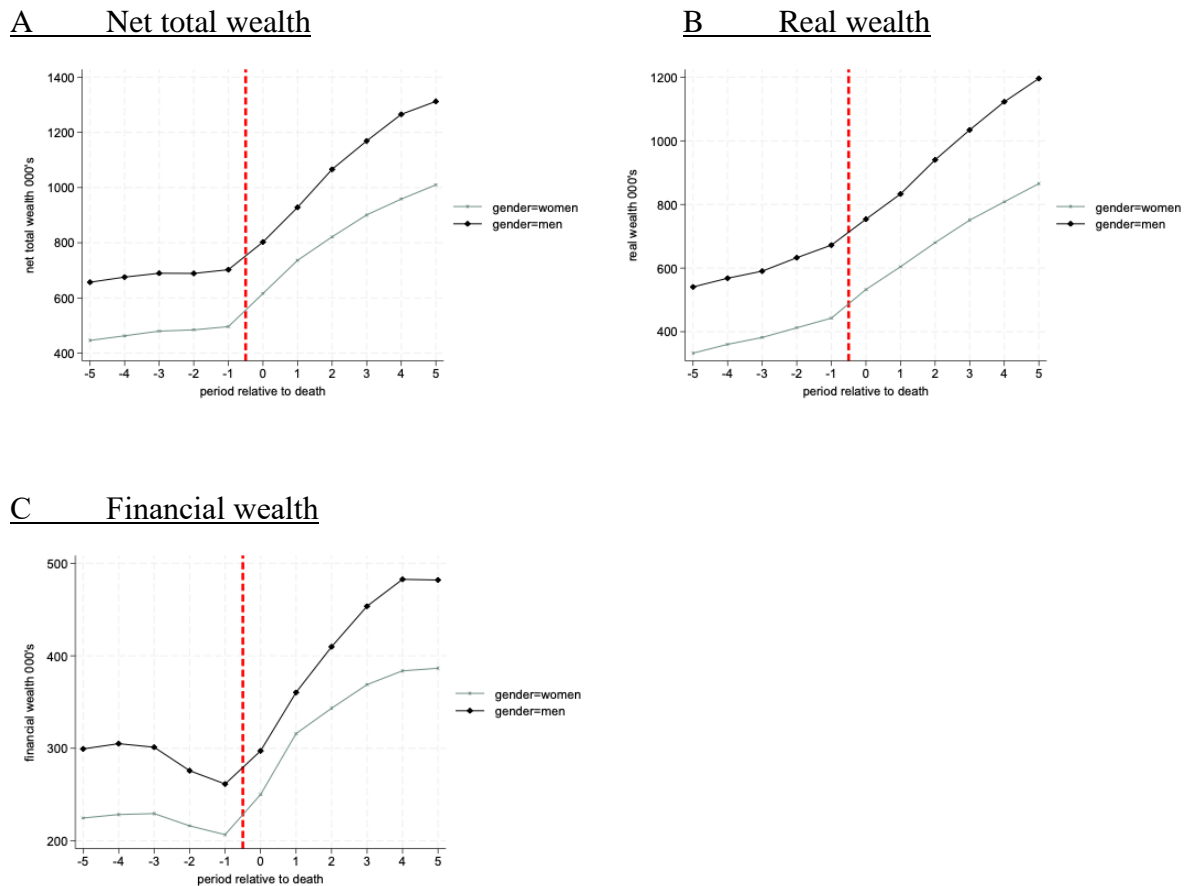 A Net total wealth
1400
1200
1000
800
600
400
net total wealth 000's
-5 -4 -3 -2 -1 0 1 2 3 4 5
period relative to death
gender=women
gender=men
B Real wealth
1200
1000
800
600
400
real wealth 000's
-5 -4 -3 -2 -1 0 1 2 3 4 5
period relative to death
gender=women
gender=men
C Financial wealth
500
400
300
200
financial wealth 000's
-5 -4 -3 -2 -1 0 1 2 3 4 5
period relative to death
gender=women
gender=men